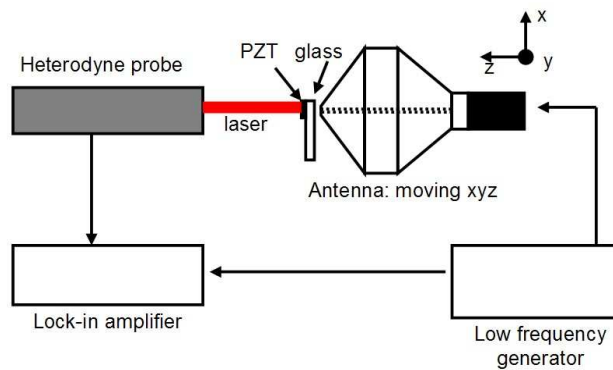 x
PZT glass
z
y
Heterodyne probe
laser
Antenna: moving xyz
Lock-in amplifier
Low frequency
generator